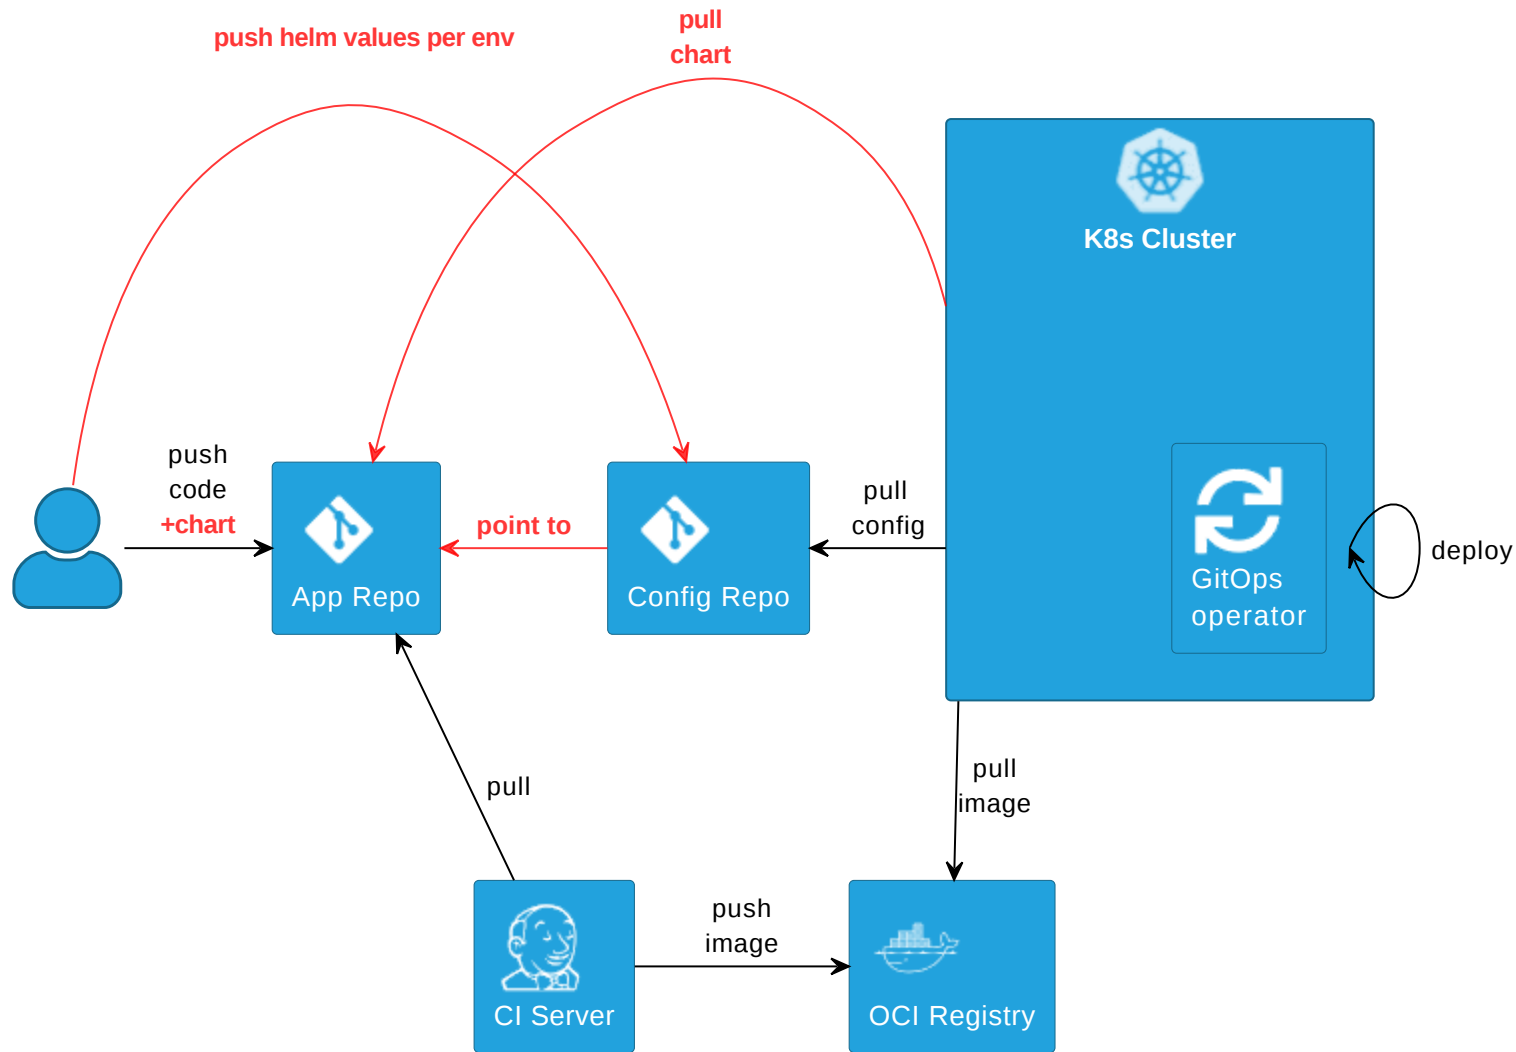 push helm values per env
pull
chart
K8s Cluster
push
code
+chart
point to
pull
config
GitOps
operator
deploy
App Repo
Config Repo
pull
pull
image
push
image
CI Server
OCI Registry